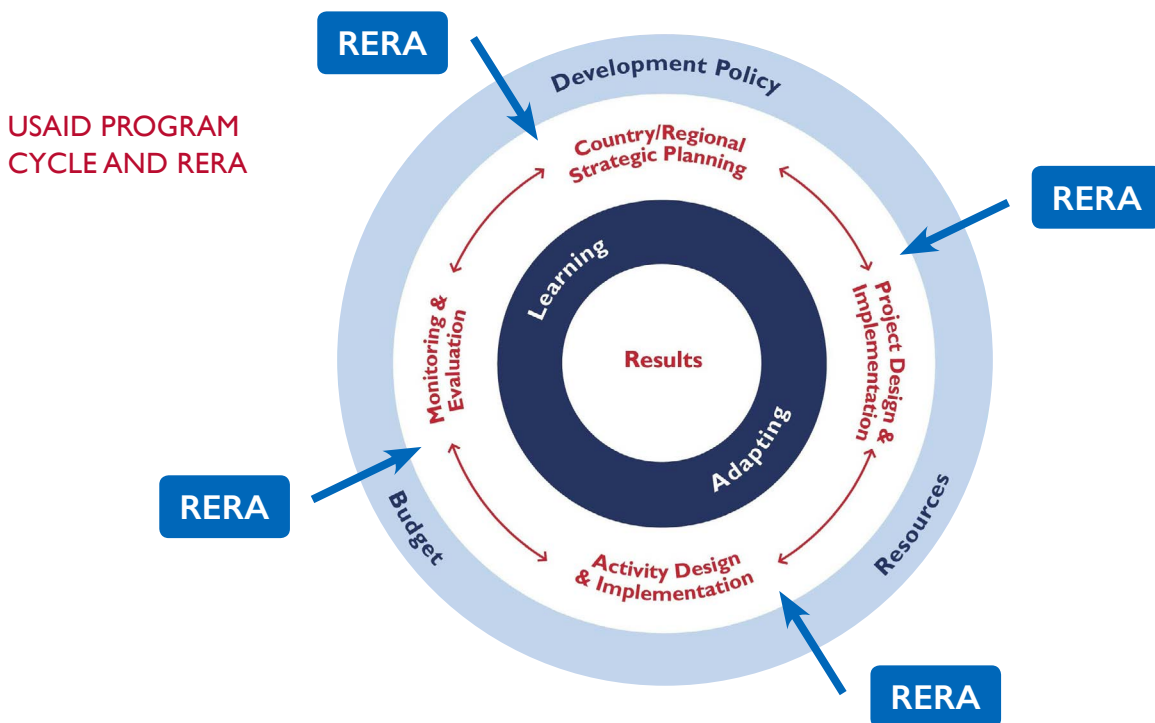 RERA
USAID PROGRAM
CYCLE AND RERA
Development Policy
Country/Regional
Strategic Planning
RERA
Learning
Project Design &
Implementation
Monitoring &
Evaluation
Results
Adapting
RERA
Budget
Resources
Activity Design
& Implementation
RERA